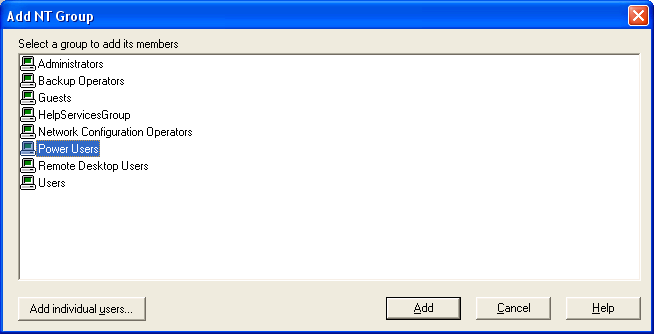 Add NT Group
Select a group to add its members
Administrators
Backup Operators
Guests
HelpServicesGroup
Network Configuration Operators
Power Users
Remote Desktop Users
Users
Add individual users...
Add
Cancel
Help